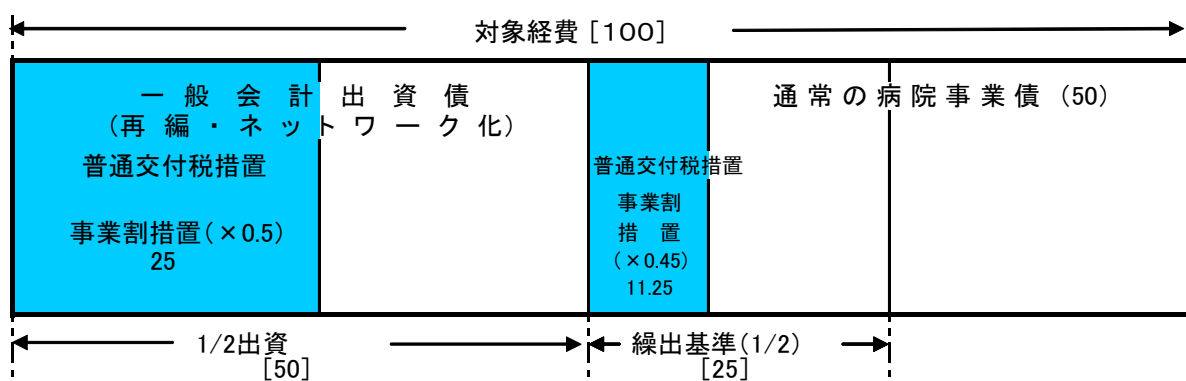 対象経費［１００］
一般会計出資債
（再編・ネットワーク化）
普通交付税措置
事業割措置（×0.5）
25
通常の病院事業債（50）
普通交付税措置
事業割
措置
（×0.45）
11.25
1/2出資
［50］
繰出基準（1/2）
［25］